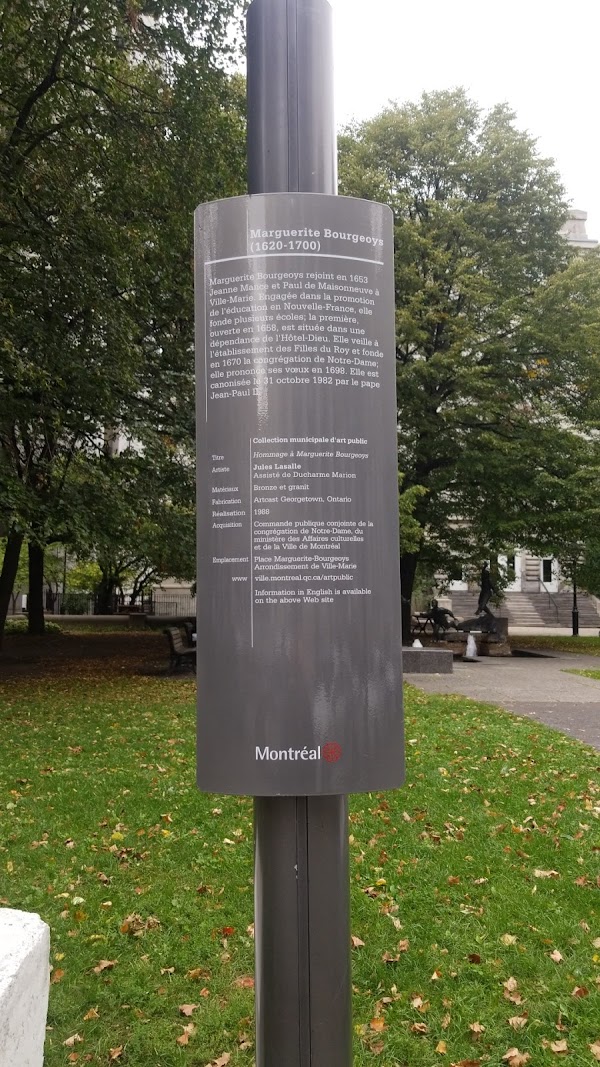 Marguerite Bourgeoys
(1620-1700)
Marguerite Bourgeoys rejoint en 1653
Jeanne Mance et Paul de Maisonneuve à
Ville-Marie. Engagée dans la promotion
de l'éducation en Nouvelle-France, elle
fonde plusieurs écoles; la première,
ouverte en 1658, est située dans une
dépendance de l'Hôtel-Dieu. Elle veille à
l'établissement des Filles du Roy et fonde
en 1670 la congrégation de Notre-Dame;
elle prononce ses vœux en 1698. Elle est
canonisée le 31 octobre 1982 par le pape
Jean-Paul II.
Collection municipale d'art public
Titre Hommage à Marguerite Bourgeoys
Artiste Jules Lasalle
Assisté de Ducharme Marion
Matériaux Bronze et granit
Fabrication Artcast Georgetown, Ontario
Réalisation 1988
Acquisition Commande publique conjointe de la
congrégation de Notre-Dame, du
ministère des Affaires culturelles
et de la Ville de Montréal
Emplacement Place Marguerite-Bourgeoys
Arrondissement de Ville-Marie
www ville.montreal.qc.ca/artpublic
Information in English is available
on the above Web site
Montréal